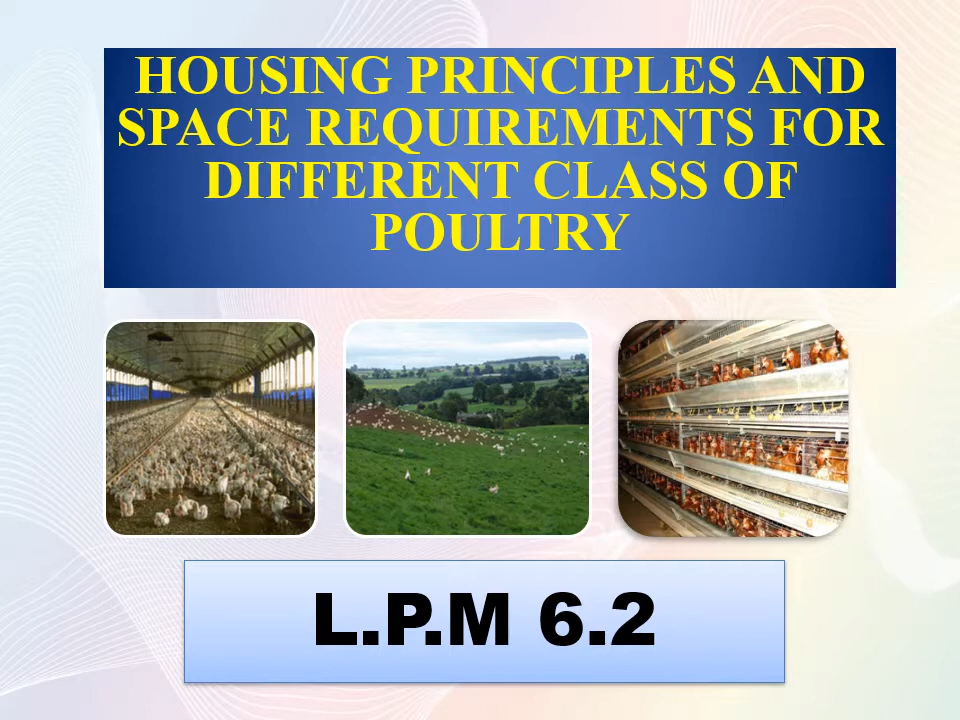 HOUSING PRINCIPLES AND
SPACE REQUIREMENTS FOR
DIFFERENT CLASS OF
POULTRY
L.P.M 6.2